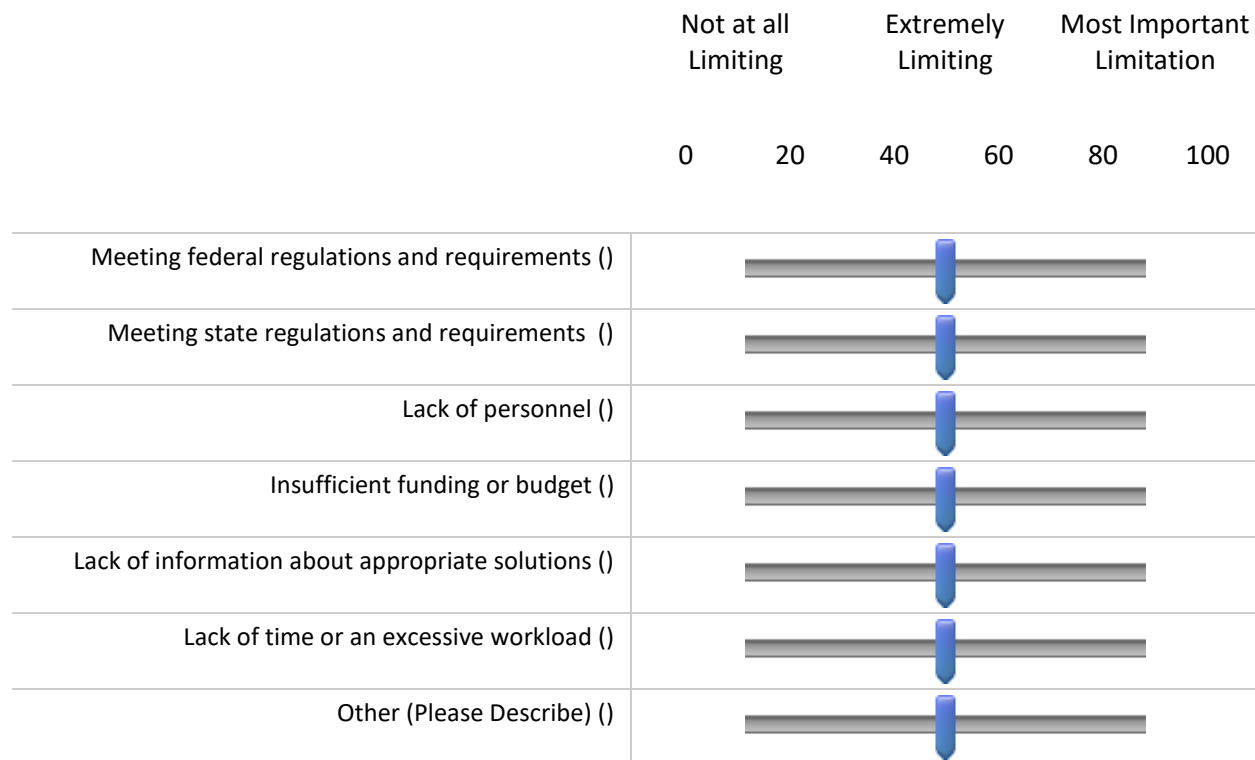 Not at all Extremely Most Important
Limiting Limiting Limitation
0 20 40 60 80 100
Meeting federal regulations and requirements ()
Meeting state regulations and requirements ()
Lack of personnel ()
Insufficient funding or budget ()
Lack of information about appropriate solutions ()
Lack of time or an excessive workload ()
Other (Please Describe) ()